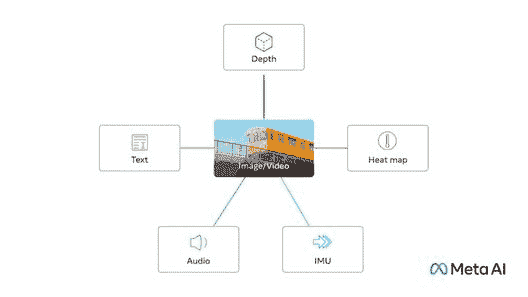 Depth
Text
Image/Video
Heat map
Audio
IMU
Meta AI